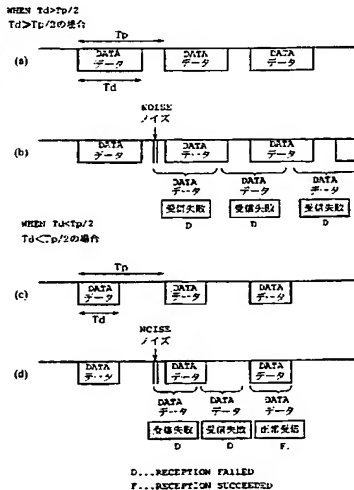 WHEN Td>Tp/2
Td>Tp/2の場合
Tp
(a)
DATA DATA DATA
データ データ データ
Td
NOISE
ノイズ
(b)
DATA DATA DATA
データ データ データ
DATA DATA DATA
データ データ データ
受信失敗 受信失敗 受信失敗
D D D
WHEN Td<Tp/2
Td<Tp/2の場合
Tp
(c)
DATA DATA DATA
データ データ データ
Td
NOISE
ノイズ
(d)
DATA DATA DATA
データ データ データ
DATA DATA DATA
データ データ データ
受信失敗 受信失敗 正常受信
D D F.
D...RECEPTION FAILED
F...RECEPTION SUCCEEDED